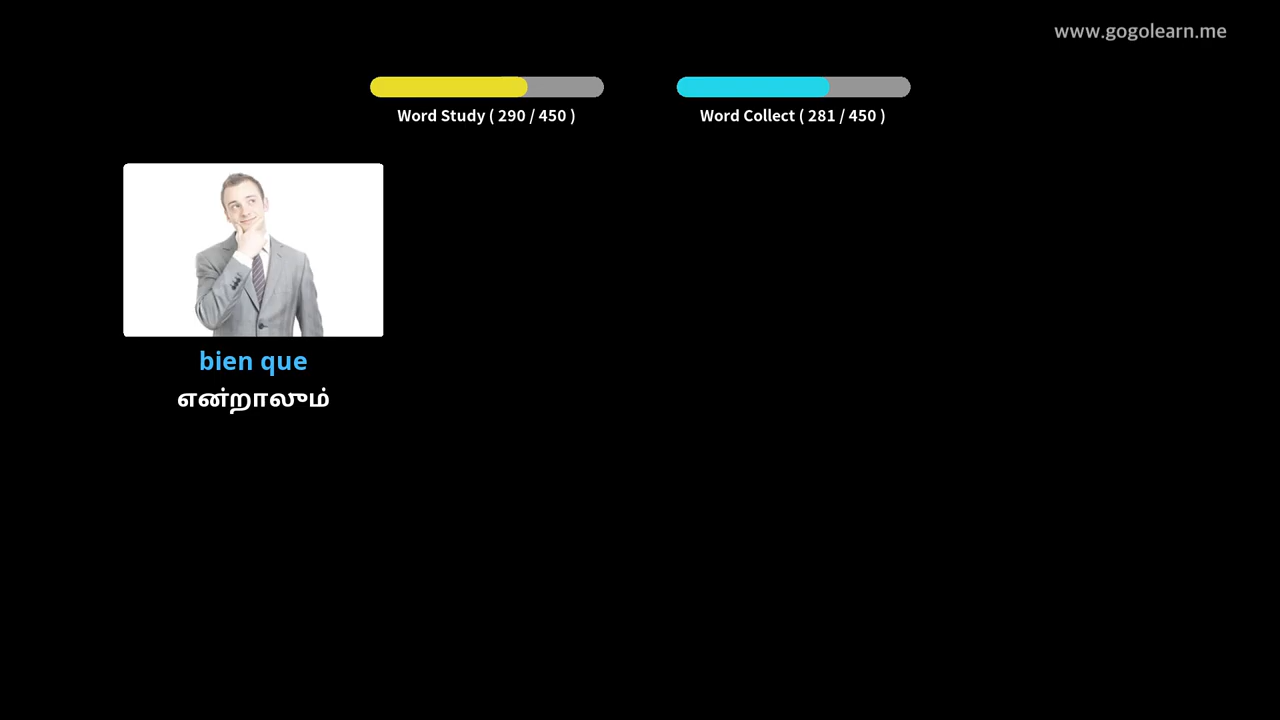 www.gogolearn.me
Word Study ( 290 / 450 )
Word Collect ( 281 / 450 )
bien que
என்றாலும்